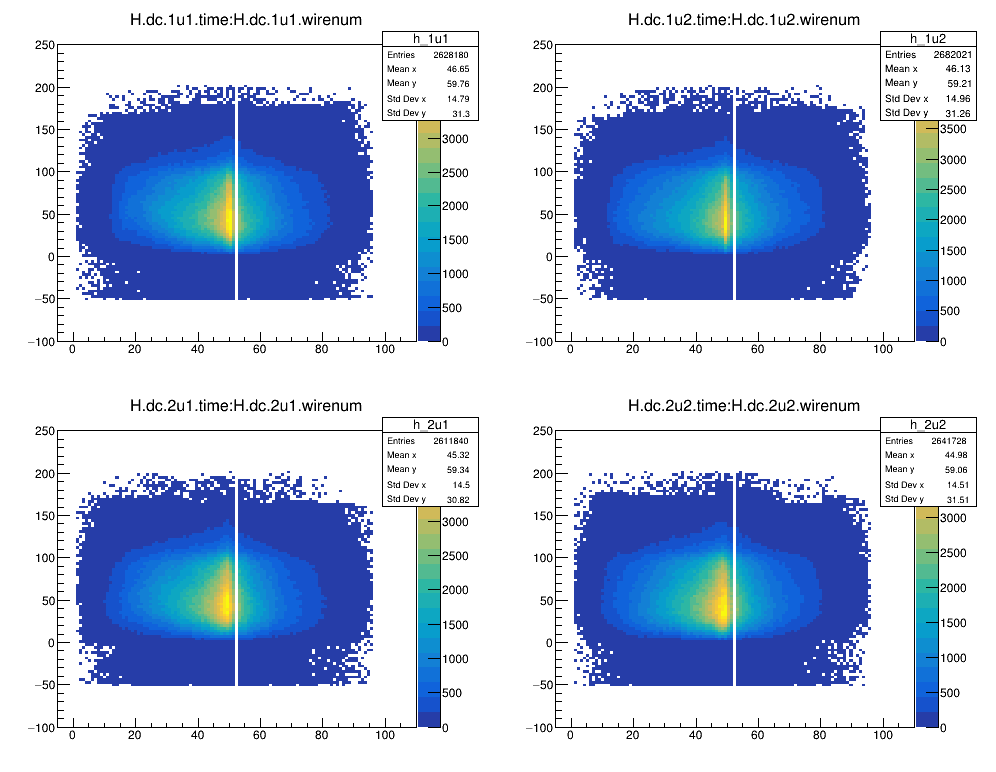 H.dc.1u1.time:H.dc.1u1.wirenum
h_1u1
Entries 2628180
Mean x 46.65
Mean y 59.76
Std Dev x 14.79
Std Dev y 31.3
250
200
150
100
50
0
−50
−100
0 20 40 60 80 100
3000
2500
2000
1500
1000
500
0
H.dc.1u2.time:H.dc.1u2.wirenum
h_1u2
Entries 2682021
Mean x 46.13
Mean y 59.21
Std Dev x 14.96
Std Dev y 31.26
250
200
150
100
50
0
−50
−100
0 20 40 60 80 100
3500
3000
2500
2000
1500
1000
500
0
H.dc.2u1.time:H.dc.2u1.wirenum
h_2u1
Entries 2611840
Mean x 45.32
Mean y 59.34
Std Dev x 14.5
Std Dev y 30.82
250
200
150
100
50
0
−50
−100
0 20 40 60 80 100
3000
2500
2000
1500
1000
500
0
H.dc.2u2.time:H.dc.2u2.wirenum
h_2u2
Entries 2641728
Mean x 44.98
Mean y 59.06
Std Dev x 14.51
Std Dev y 31.51
250
200
150
100
50
0
−50
−100
0 20 40 60 80 100
3000
2500
2000
1500
1000
500
0